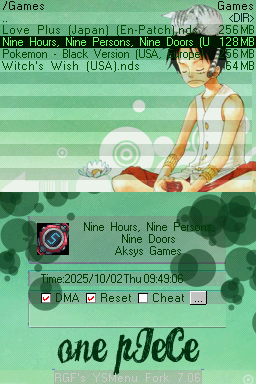 /Games Games
.. <DIR>
Love Plus (Japan) (En-Patch).nds 256MB
Nine Hours, Nine Persons, Nine Doors (U 128MB
Pokemon - Black Version (USA, Europe) 256MB
Witch's Wish (USA).nds 64MB
Nine Hours, Nine Persons,
Nine Doors
Aksys Games
Time:2025/10/02Thu 09:49:06
DMA Reset Cheat ...
one pIeCe
RGF's YSMenu Fork 7.06